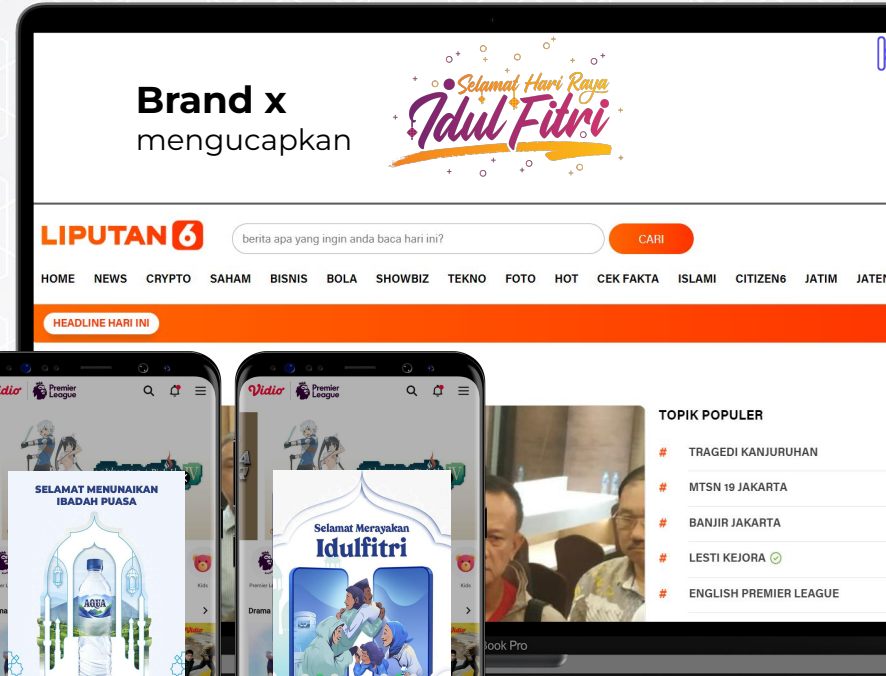 Brand x
mengucapkan
Selamat Hari Raya
Idul Fitri
LIPUTAN 6
berita apa yang ingin anda baca hari ini?
CARI
HOME NEWS CRYPTO SAHAM BISNIS BOLA SHOWBIZ TEKNO FOTO HOT CEK FAKTA ISLAMI CITIZEN6 JATIM
HEADLINE HARI INI
Premier
League
SELAMAT MENUNAIKAN
IBADAH PUASA
AQUA
Kids
Vidio
Premier
League
Selamat Merayakan
Idulfitri
Kids
Drama
TOPIK POPULER
# TRAGEDI KANJURUHAN
# MTSN 19 JAKARTA
# BANJIR JAKARTA
# LESTI KEJORA
# ENGLISH PREMIER LEAGUE
Book Pro